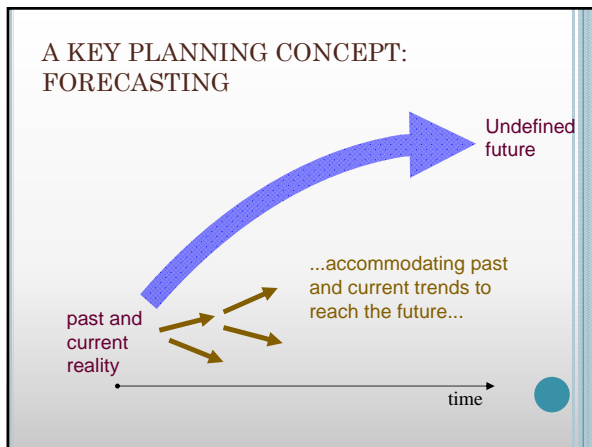 A KEY PLANNING CONCEPT:
FORECASTING
Undefined
future
...accommodating past
and current trends to
reach the future...
past and
current
reality
time